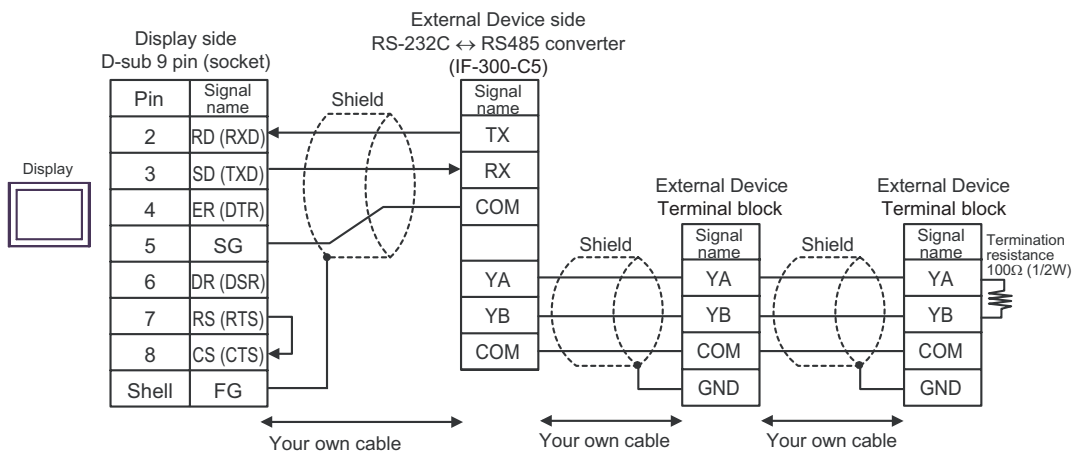 External Device side
RS-232C ↔ RS485 converter
(IF-300-C5)
Display side
D-sub 9 pin (socket)
Pin Signal name
2 RD (RXD)
3 SD (TXD)
4 ER (DTR)
5 SG
6 DR (DSR)
7 RS (RTS)
8 CS (CTS)
Shell FG
Display
Shield
Signal name
TX
RX
COM
YA
YB
COM
Shield
External Device
Terminal block
Signal name
YA
YB
COM
GND
Shield
External Device
Terminal block
Signal name
YA
YB
COM
GND
Termination
resistance
100Ω (1/2W)
Your own cable
Your own cable
Your own cable